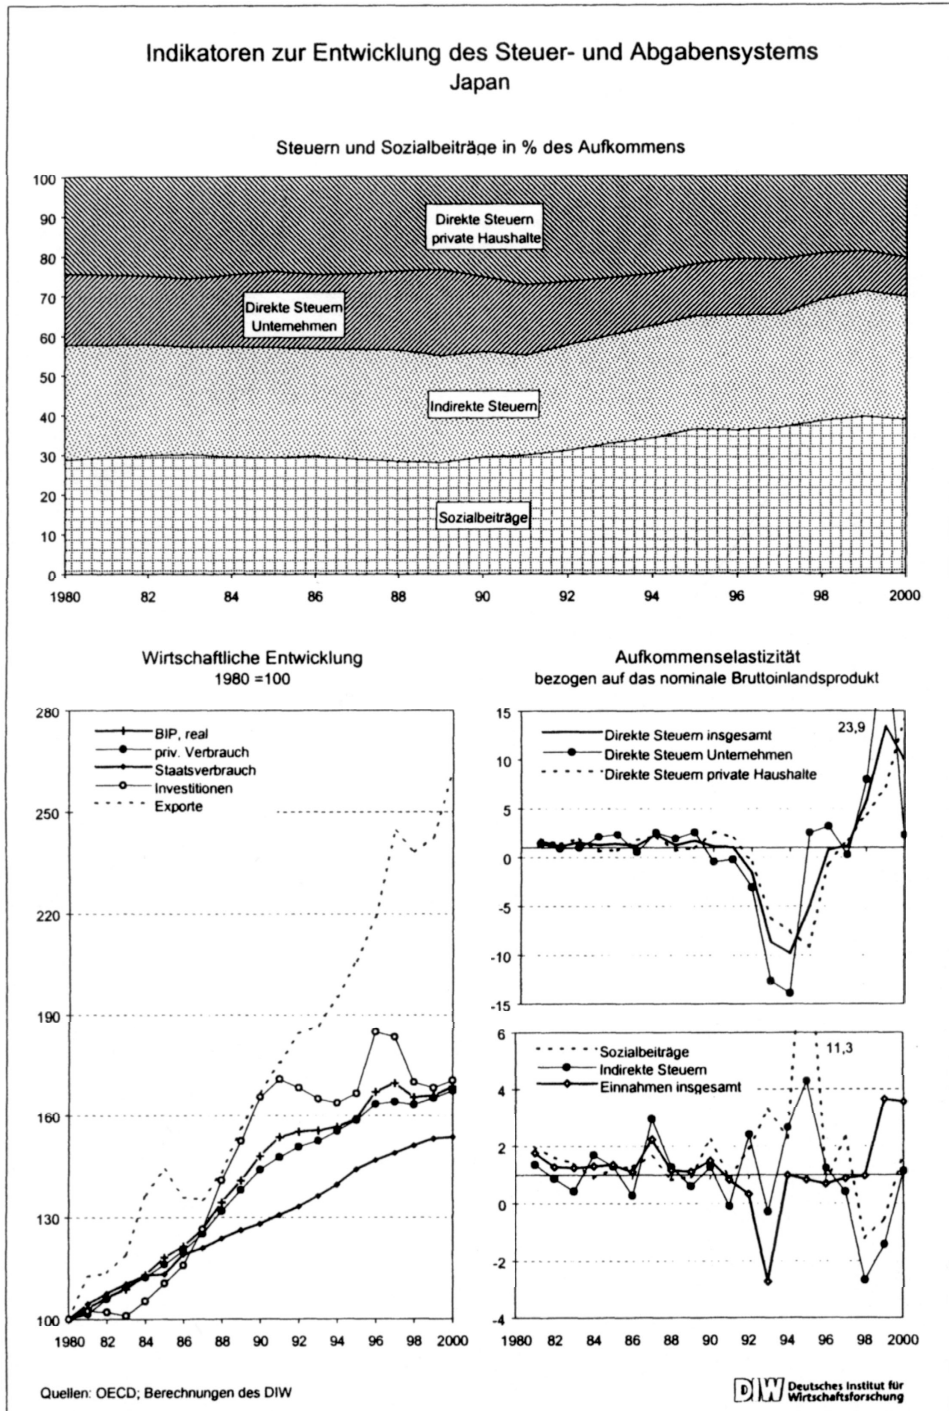 Indikatoren zur Entwicklung des Steuer- und Abgabensystems
Japan
Steuern und Sozialbeiträge in % des Aufkommens
100
90
80
70
60
50
40
30
20
10
0
Direkte Steuern
private Haushalte
Direkte Steuern
Unternehmen
Indirekte Steuern
Sozialbeiträge
1980 82 84 86 88 90 92 94 96 98 2000
Wirtschaftliche Entwicklung
1980 =100
280
250
220
190
160
130
100
BIP, real
priv. Verbrauch
Staatsverbrauch
Investitionen
Exporte
1980 82 84 86 88 90 92 94 96 98 2000
Aufkommenselastizität
bezogen auf das nominale Bruttoinlandsprodukt
15
10
5
0
-5
-10
-15
Direkte Steuern insgesamt
Direkte Steuern Unternehmen
Direkte Steuern private Haushalte
23,9
6
4
2
0
-2
-4
Sozialbeiträge
Indirekte Steuern
Einnahmen insgesamt
11,3
1980 82 84 86 88 90 92 94 96 98 2000
Quellen: OECD; Berechnungen des DIW
DIW Deutsches Institut für
Wirtschaftsforschung